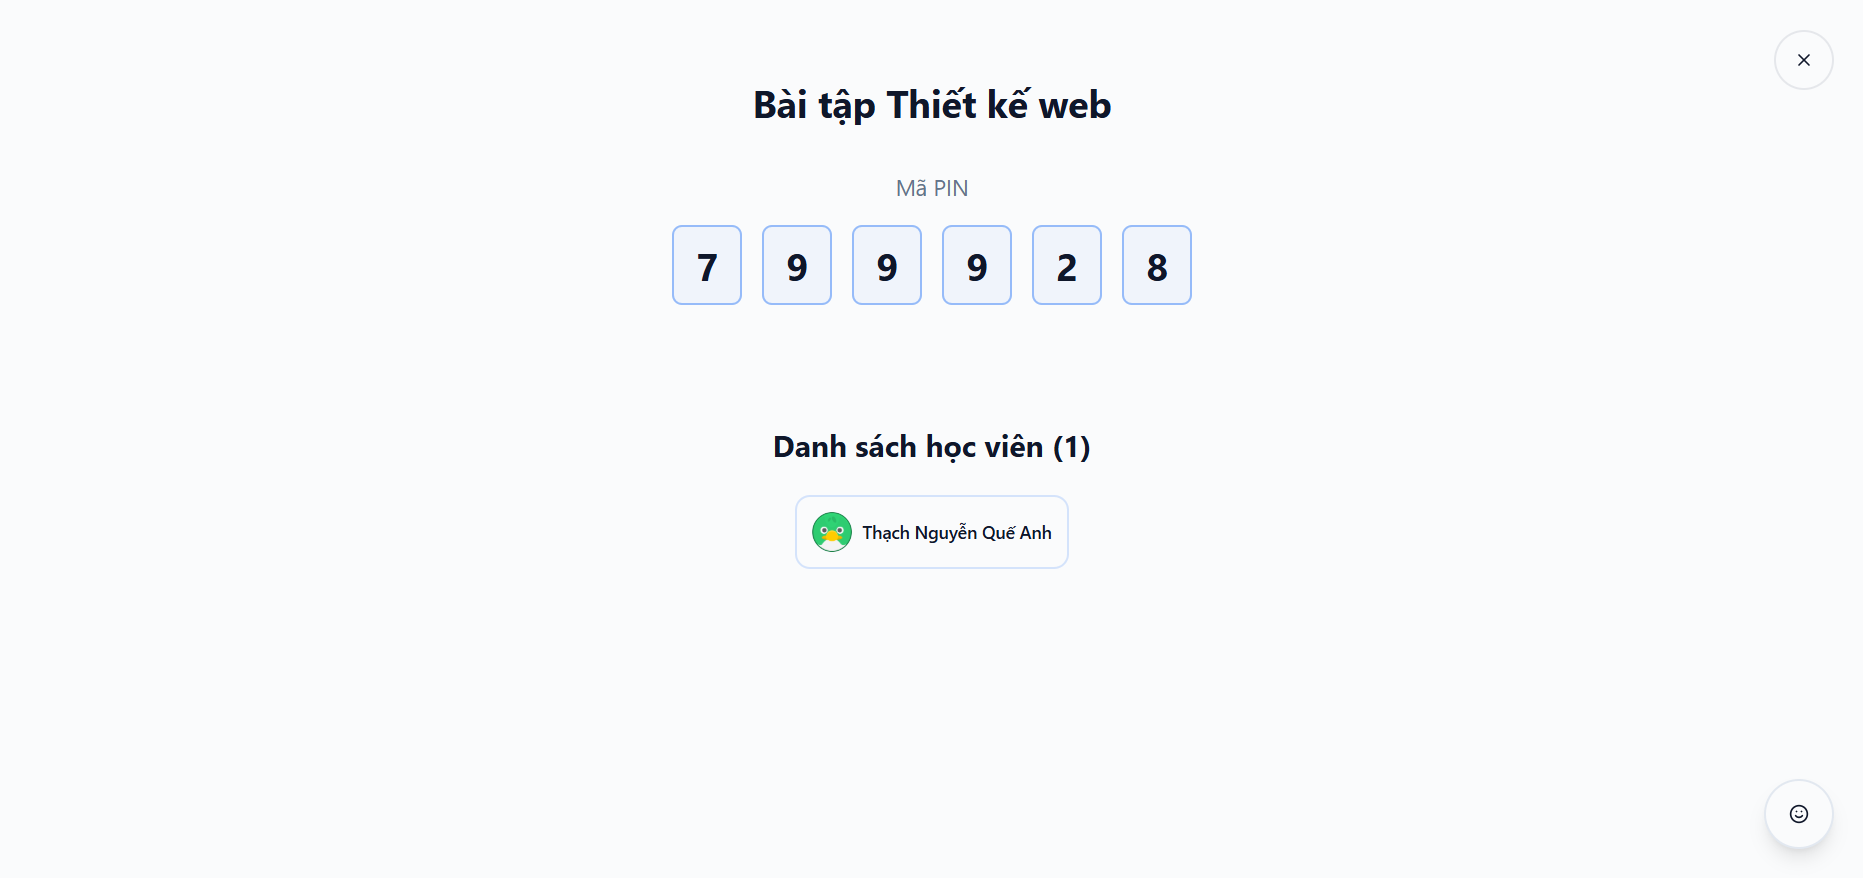 Bài tập Thiết kế web
Mã PIN
7 9 9 9 2 8
Danh sách học viên (1)
Thạch Nguyễn Quế Anh